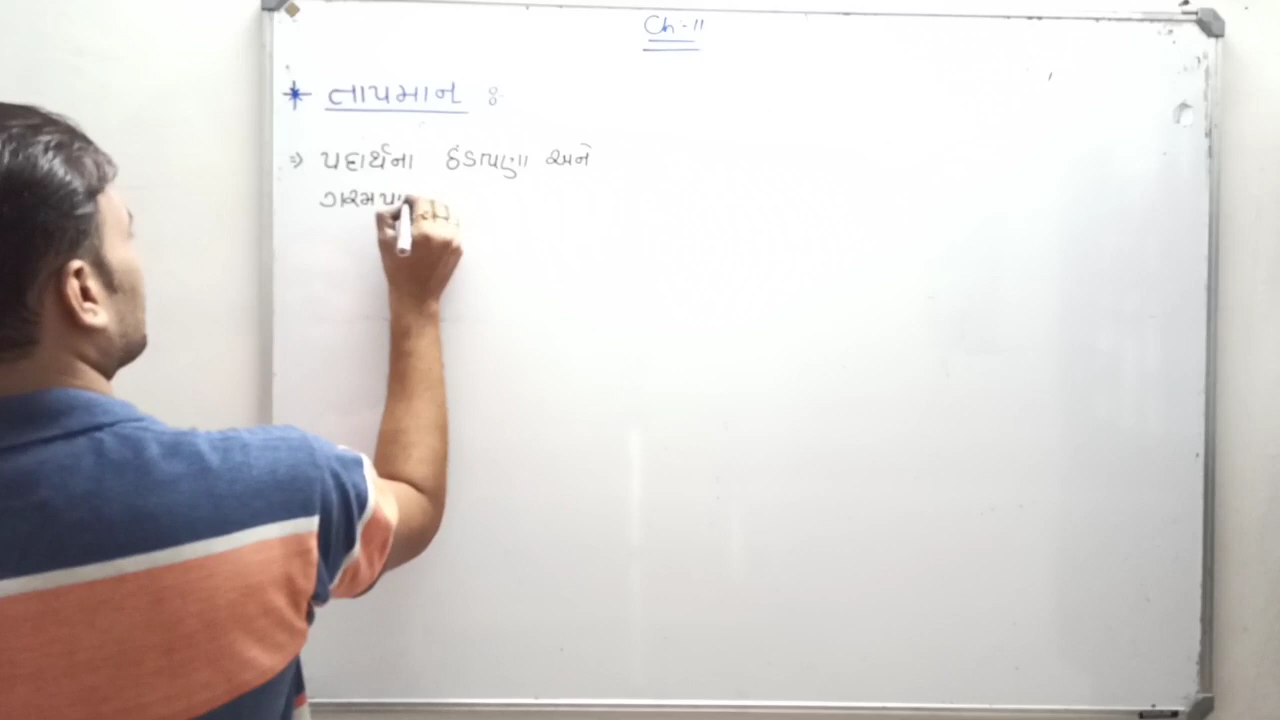 Ch :- 11
* તાપમાન :-
⇒ પદાર્થના ઠંડાપણા અને
ગરમપ